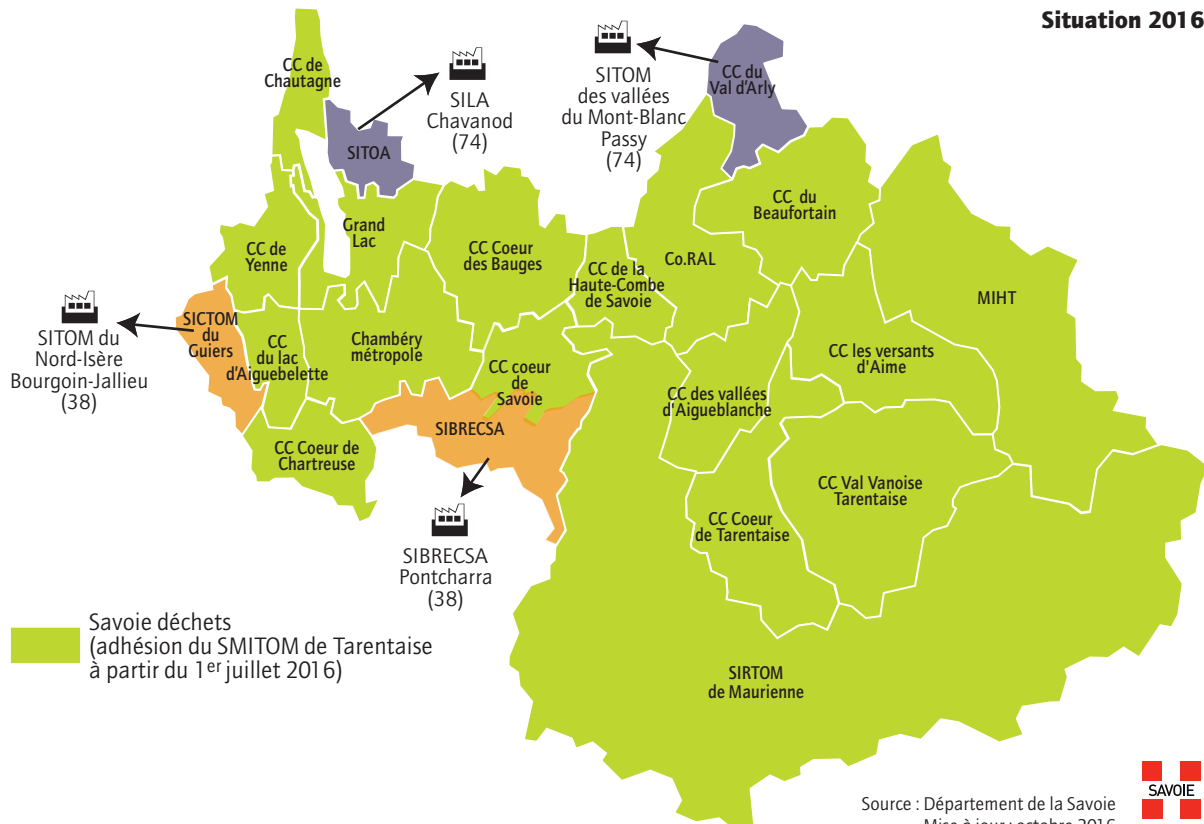 Situation 2016
CC de
Chautagne
SILA
Chavanod
(74)
SITOM
des vallées
du Mont-Blanc
Passy
(74)
CC du
Val d'Arly
SITOA
CC du
Beaufortain
Grand
Lac
CC de
Yenne
CC Coeur
des Bauges
CC de la
Haute-Combe
de Savoie
Co.RAL
MIHT
SITOM du
Nord-Isère
Bourgoin-Jallieu
(38)
SICTOM
du
Guiers
CC
du lac
d'Aiguebelette
Chambéry
métropole
CC coeur
de
Savoie
CC les versants
d'Aime
CC des vallées
d'Aigueblanche
SIBRECSA
CC Coeur de
Chartreuse
CC Val Vanoise
Tarentaise
CC Coeur
de Tarentaise
SIBRECSA
Pontcharra
(38)
Savoie déchets
(adhésion du SMITOM de Tarentaise
à partir du 1er juillet 2016)
SIRTOM
de Maurienne
SAVOIE
Source : Département de la Savoie
Mise à jour : octobre 2016